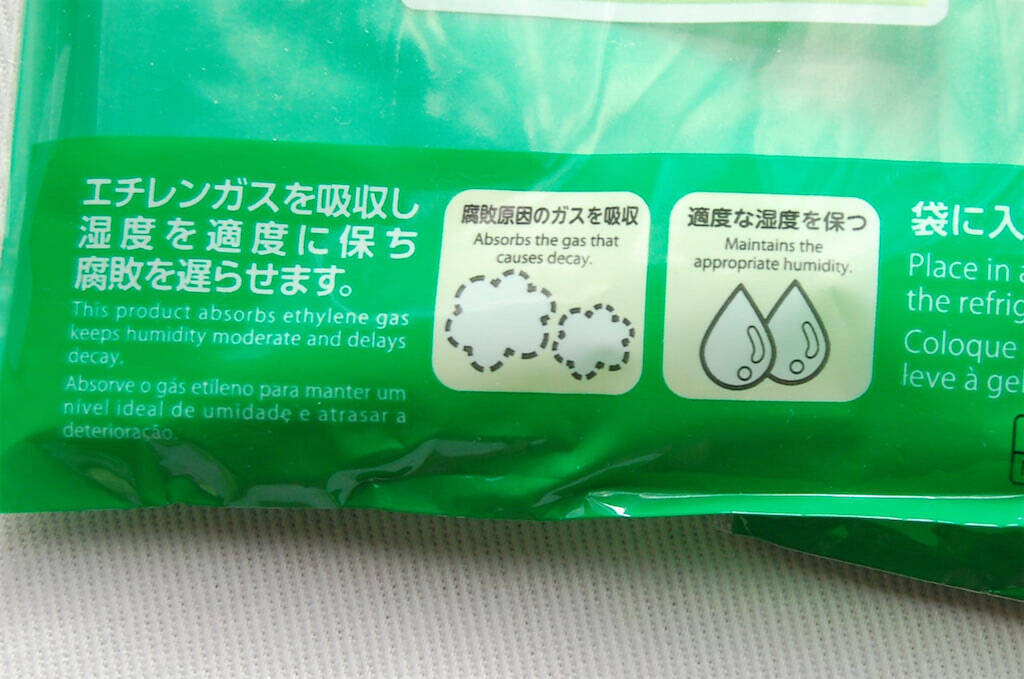 エチレンガスを吸収し
湿度を適度に保ち
腐敗を遅らせます。
This product absorbs ethylene gas
keeps humidity moderate and delays
decay.
Absorve o gás etileno para manter um
nível ideal de umidade e atrasar a
deterioração.
腐敗原因のガスを吸収
Absorbs the gas that
causes decay.
適度な湿度を保つ
Maintains the
appropriate humidity.
袋に入
Place in
the
Coloque
leve à